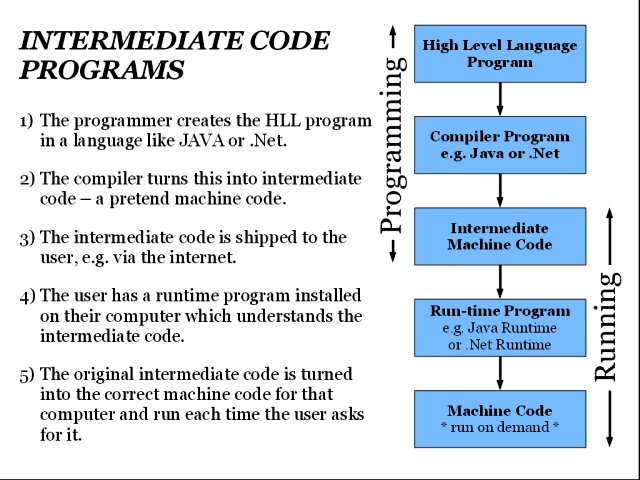 INTERMEDIATE CODE
PROGRAMS
1) The programmer creates the HLL program
in a language like JAVA or .Net.
2) The compiler turns this into intermediate
code – a pretend machine code.
3) The intermediate code is shipped to the
user, e.g. via the internet.
4) The user has a runtime program installed
on their computer which understands the
intermediate code.
5) The original intermediate code is turned
into the correct machine code for that
computer and run each time the user asks
for it.
Programming
High Level Language
Program
Compiler Program
e.g. Java or .Net
Intermediate
Machine Code
Run-time Program
e.g. Java Runtime
or .Net Runtime
Machine Code
* run on demand *
Running